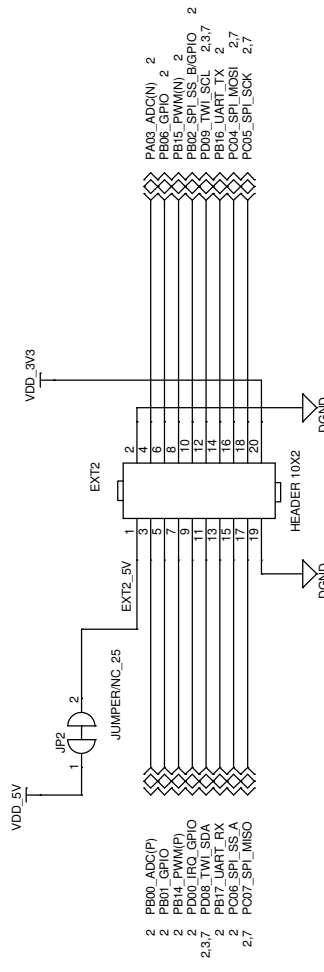 VDD_5V
JP2
1
2
JUMPER/NC_25
EXT2_5V
EXT2
VDD_3V3
1 2
3 4
5 6
7 8
9 10
11 12
13 14
15 16
17 18
19 20
HEADER 10X2
DGND
DGND
2 PB00_ADC(P)
2 PB01_GPIO
2 PB14_PWM(P)
2 PD00_IRQ_GPIO
2,3,7 PD08_TWI_SDA
2 PB17_UART_RX
2 PC06_SPI_SS_A
2,7 PC07_SPI_MISO
PA03_ADC(N) 2
PB06_GPIO 2
PB15_PWM(N) 2
PB02_SPI_SS_B/GPIO 2
PD09_TWI_SCL 2,3,7
PB16_UART_TX 2
PC04_SPI_MOSI 2,7
PC05_SPI_SCK 2,7